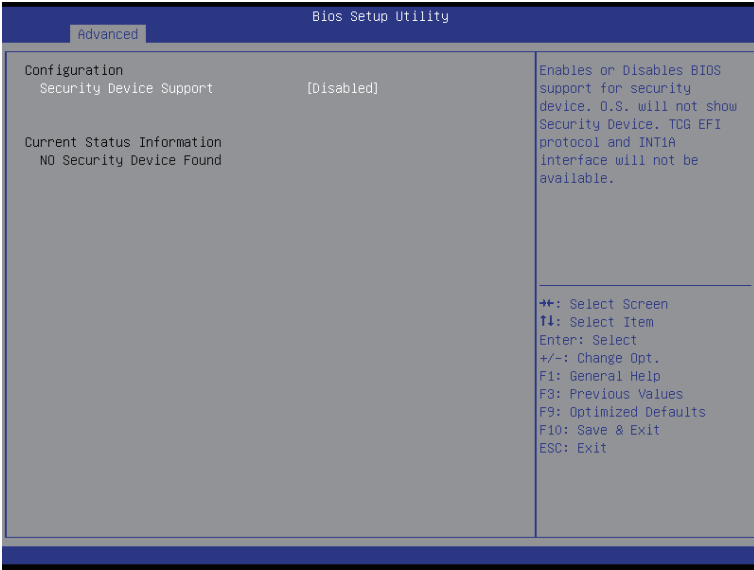 Bios Setup Utility
Advanced
Configuration
Security Device Support [Disabled]
Current Status Information
NO Security Device Found
Enables or Disables BIOS
support for security
device. O.S. will not show
Security Device. TCG EFI
protocol and INT1A
interface will not be
available.
→←: Select Screen
↑↓: Select Item
Enter: Select
+/-: Change Opt.
F1: General Help
F3: Previous Values
F9: Optimized Defaults
F10: Save & Exit
ESC: Exit